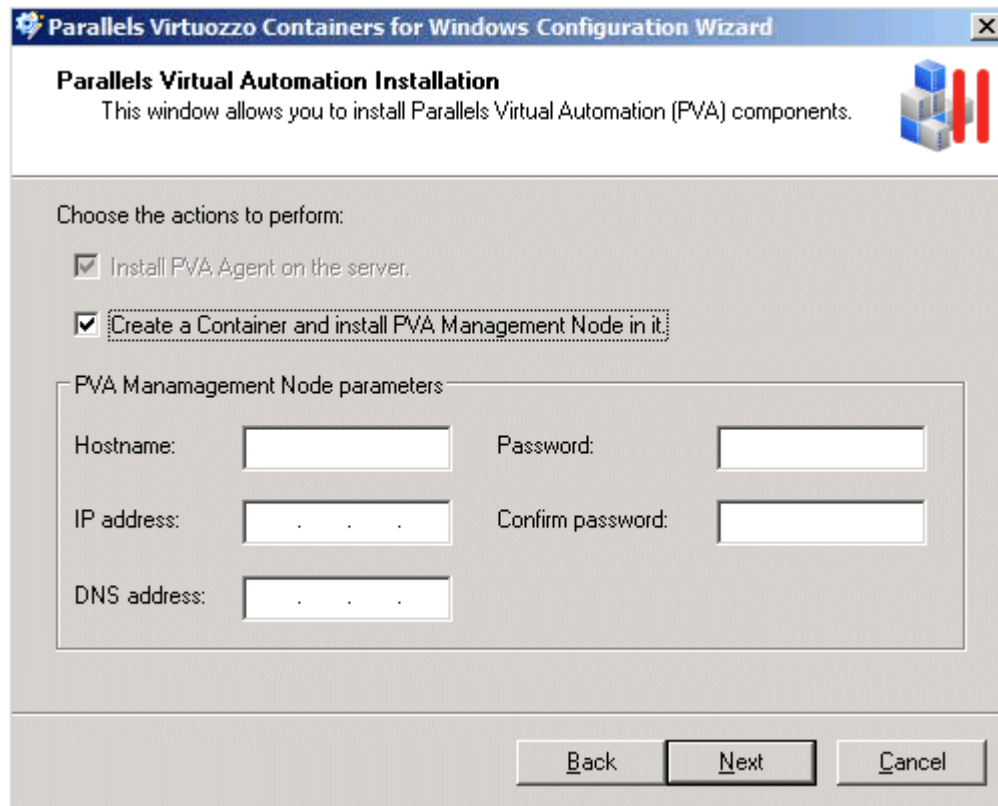 Parallels Virtuozzo Containers for Windows Configuration Wizard
Parallels Virtual Automation Installation
This window allows you to install Parallels Virtual Automation (PVA) components.
Choose the actions to perform:
Install PVA Agent on the server.
Create a Container and install PVA Management Node in it.
PVA Manamagement Node parameters
Hostname:
Password:
IP address:
Confirm password:
DNS address:
Back
Next
Cancel